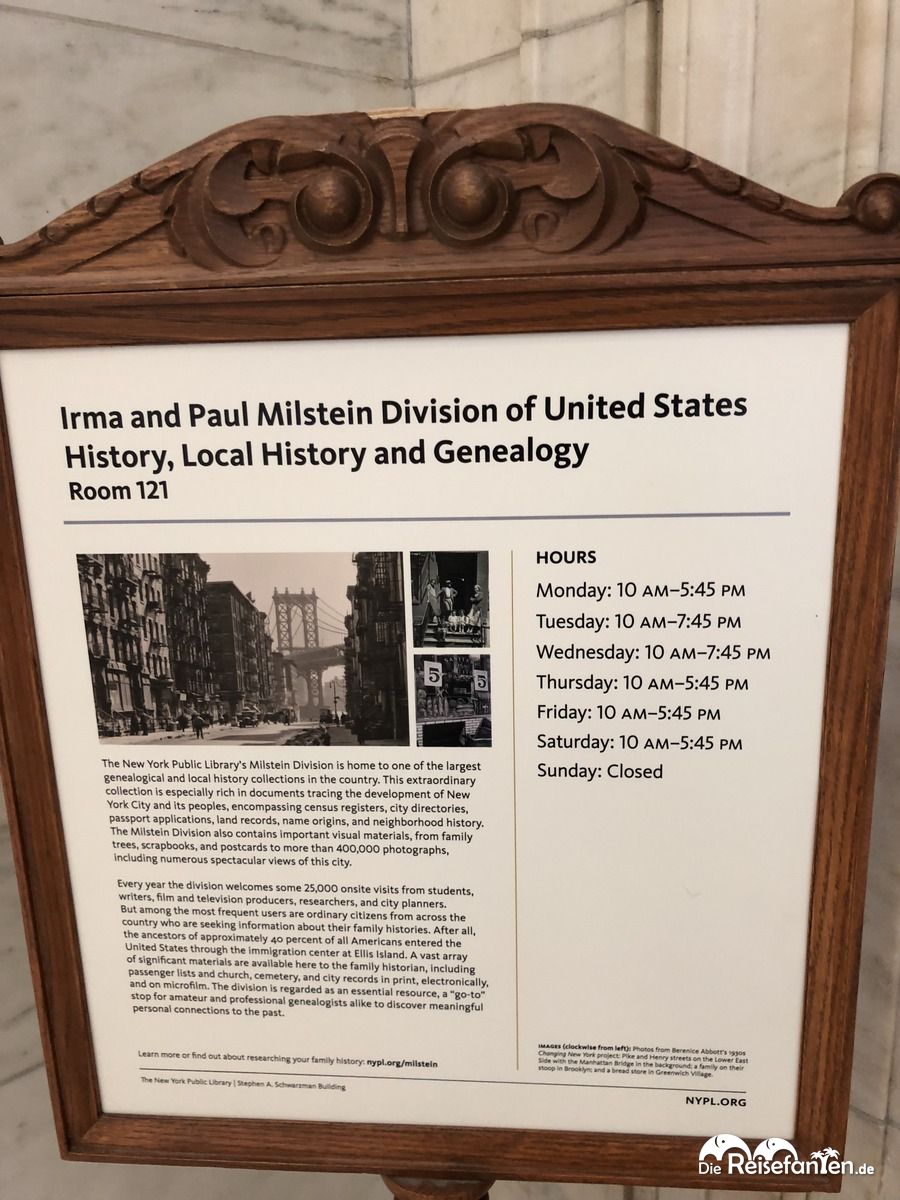 Irma and Paul Milstein Division of United States
History, Local History and Genealogy
Room 121
5
5
The New York Public Library's Milstein Division is home to one of the largest
genealogical and local history collections in the country. This extraordinary
collection is especially rich in documents tracing the development of New
York City and its peoples, encompassing census registers, city directories,
passport applications, land records, name origins, and neighborhood history.
The Milstein Division also contains important visual materials, from family
trees, scrapbooks, and postcards to more than 400,000 photographs,
including numerous spectacular views of this city.
Every year the division welcomes some 25,000 onsite visits from students,
writers, film and television producers, researchers, and city planners.
But among the most frequent users are ordinary citizens from across the
country who are seeking information about their family histories. After all,
the ancestors of approximately 40 percent of all Americans entered the
United States through the immigration center at Ellis Island. A vast array
of significant materials are available here to the family historian, including
passenger lists and church, cemetery, and city records in print, electronically,
and on microfilm. The division is regarded as an essential resource, a "go-to"
stop for amateur and professional genealogists alike to discover meaningful
personal connections to the past.
Learn more or find out about researching your family history: nypl.org/milstein
The New York Public Library | Stephen A. Schwarzman Building
HOURS
Monday: 10 AM–5:45 PM
Tuesday: 10 AM–7:45 PM
Wednesday: 10 AM–7:45 PM
Thursday: 10 AM–5:45 PM
Friday: 10 AM–5:45 PM
Saturday: 10 AM–5:45 PM
Sunday: Closed
IMAGES (clockwise from left): Photos from Berenice Abbott's 1930s
Changing New York project: Pike and Henry streets on the Lower East
Side with the Manhattan Bridge in the background; a family on their
stoop in Brooklyn; and a bread store in Greenwich Village.
NYPL.ORG
Die Reisefanten.de